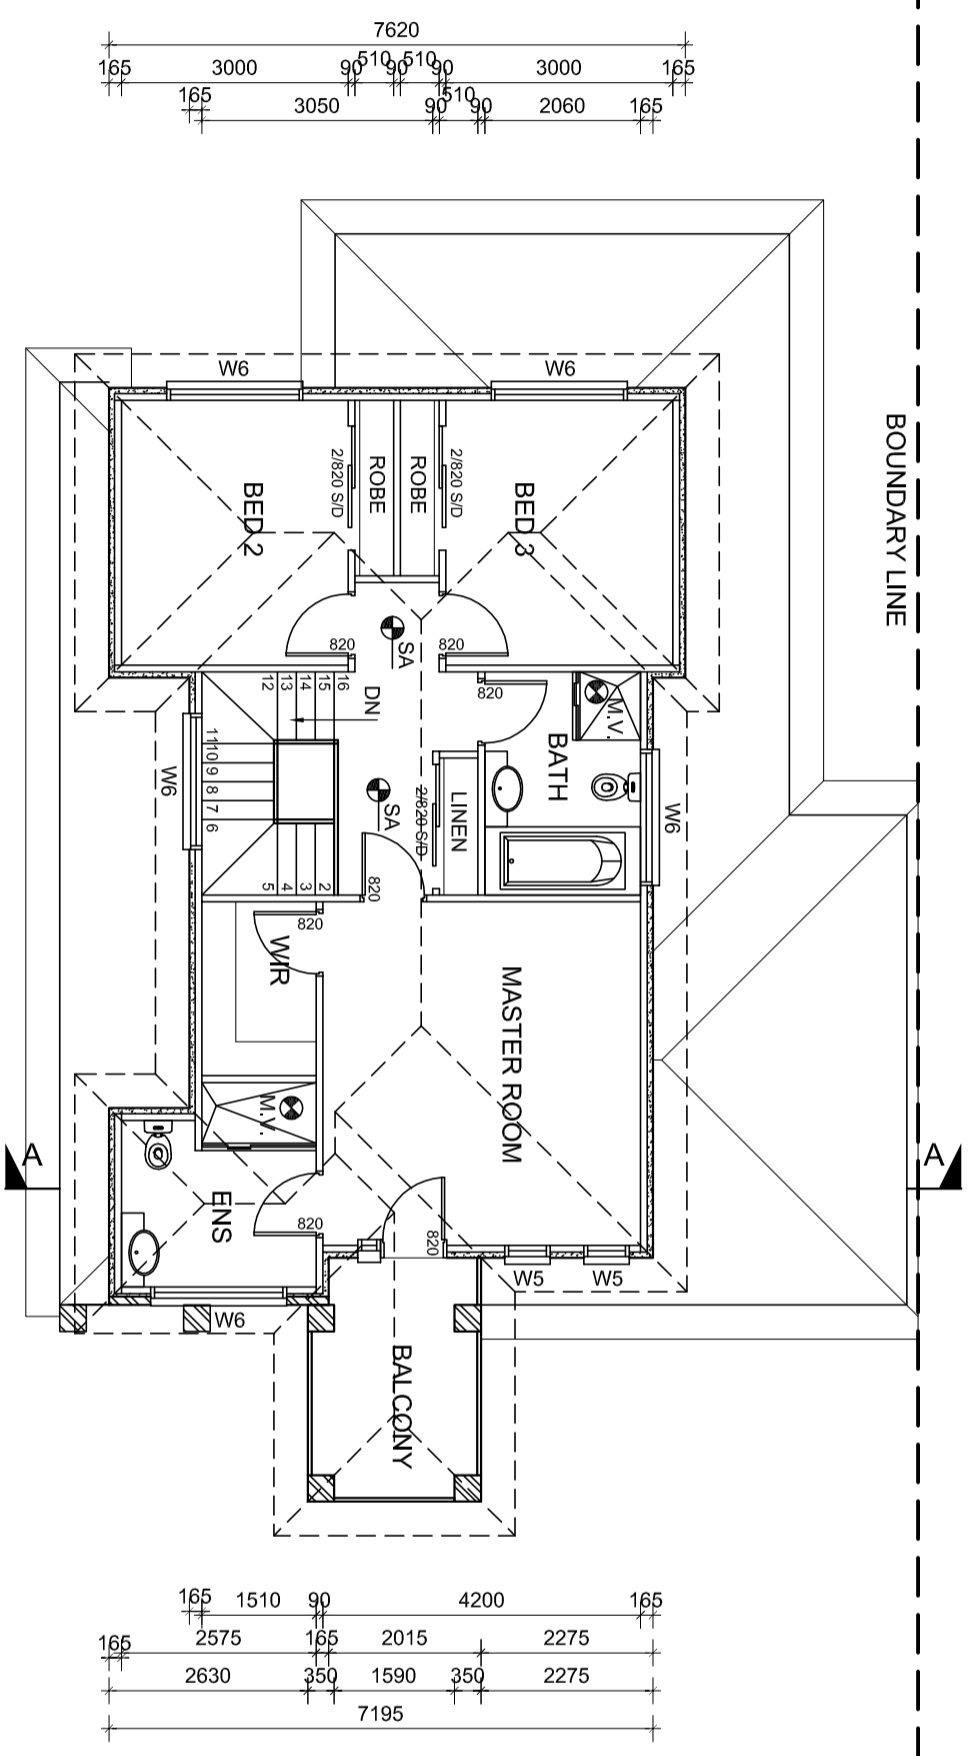 7620
165 3000 90 510 90 510 90 3000 165
165 3050 90 510 90 2060 165
BOUNDARY LINE
W6
W6
BED 2
2/820 S/D
ROBE
ROBE
2/820 S/D
BED 3
820
820
SA
DN
16
15
14
13
12
11
10
9
8
7
6
5
4
3
2
W6
SA
2/820 S/D
LINEN
820
BATH
M.V.
W6
820
820
WIR
MASTER ROOM
M.V.
A
A
ENS
820
820
W5
W5
W6
BALCONY
165 1510 90 4200 165
165 2575 165 2015 2275
2630 350 1590 350 2275
7195